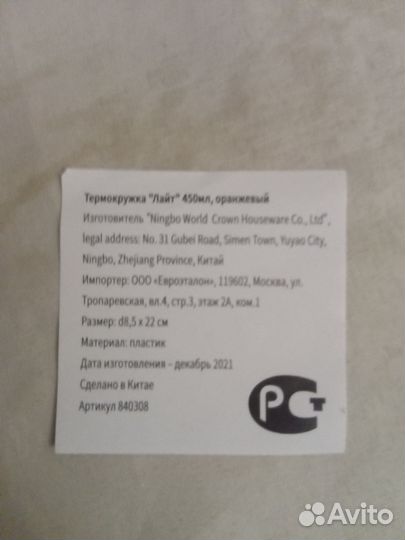 Термокружка "Лайт" 450мл, оранжевый
Изготовитель "Ningbo World Crown Houseware Co., Ltd",
legal address: No. 31 Gubei Road, Simen Town, Yuyao City,
Ningbo, Zhejiang Province, Китай
Импортер: ООО «Евроэталон», 119602, Москва, ул.
Тропаревская, вл.4, стр.3, этаж 2А, ком.1
Размер: d8,5 x 22 см
Материал: пластик
Дата изготовления – декабрь 2021
Сделано в Китае
Артикул 840308
РСТ
Avito